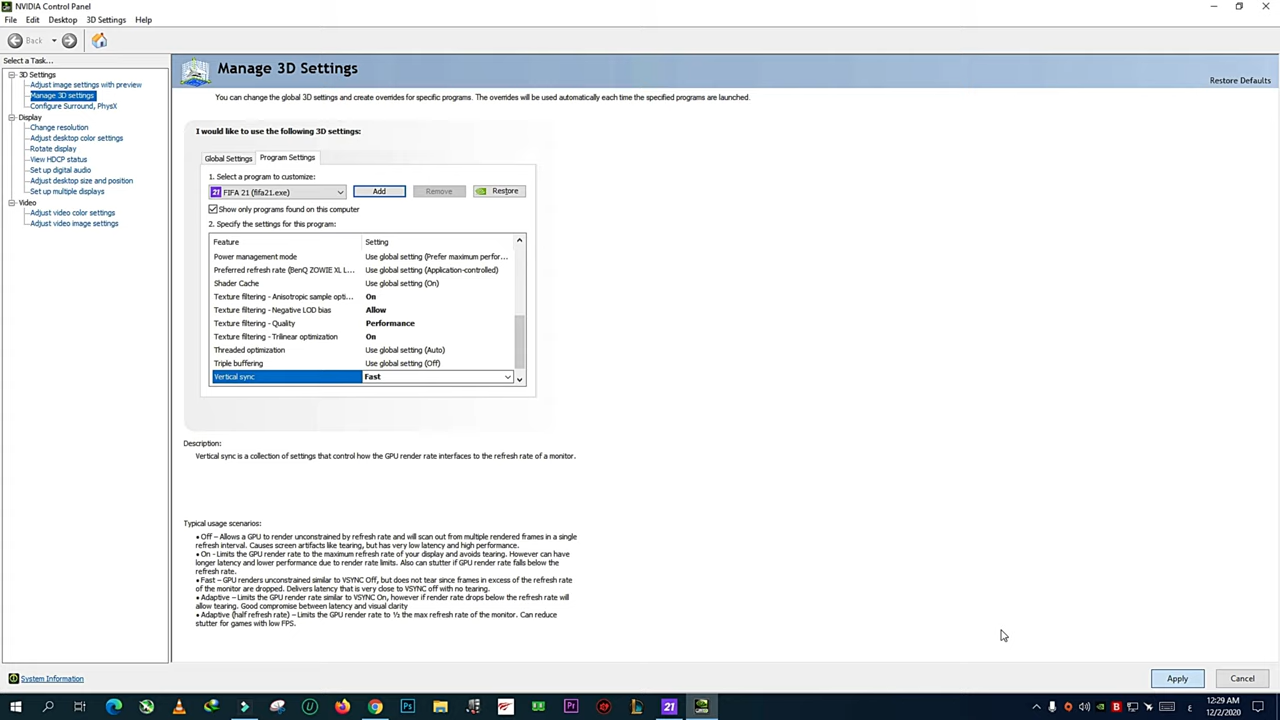 NVIDIA Control Panel
File Edit Desktop 3D Settings Help
Back
Select a Task...
3D Settings
Adjust image settings with preview
Manage 3D settings
Configure Surround, PhysX
Display
Change resolution
Adjust desktop color settings
Rotate display
View HDCP status
Set up digital audio
Adjust desktop size and position
Set up multiple displays
Video
Adjust video color settings
Adjust video image settings
System Information
Manage 3D Settings
Restore Defaults
You can change the global 3D settings and create overrides for specific programs. The overrides will be used automatically each time the specified programs are launched.
I would like to use the following 3D settings:
Global Settings Program Settings
1. Select a program to customize:
21 FIFA 21 (fifa21.exe) Add Remove Restore
Show only programs found on this computer
2. Specify the settings for this program:
Feature Setting
Power management mode Use global setting (Prefer maximum perfor...
Preferred refresh rate (BenQ ZOWIE XL L... Use global setting (Application-controlled)
Shader Cache Use global setting (On)
Texture filtering - Anisotropic sample opti... On
Texture filtering - Negative LOD bias Allow
Texture filtering - Quality Performance
Texture filtering - Trilinear optimization On
Threaded optimization Use global setting (Auto)
Triple buffering Use global setting (Off)
Vertical sync Fast
Description:
Vertical sync is a collection of settings that control how the GPU render rate interfaces to the refresh rate of a monitor.
Typical usage scenarios:
• Off – Allows a GPU to render unconstrained by refresh rate and will scan out from multiple rendered frames in a single
refresh interval. Causes screen artifacts like tearing, but has very low latency and high performance.
• On - Limits the GPU render rate to the maximum refresh rate of your display and avoids tearing. However can have
longer latency and lower performance due to render rate limits. Also can stutter if GPU render rate falls below the
refresh rate.
• Fast – GPU renders unconstrained similar to VSYNC Off, but does not tear since frames in excess of the refresh rate
of the monitor are dropped. Delivers latency that is very close to VSYNC off with no tearing.
• Adaptive – Limits the GPU render rate similar to VSYNC On, however if render rate drops below the refresh rate will
allow tearing. Good compromise between latency and visual clarity
• Adaptive (half refresh rate) – Limits the GPU render rate to ½ the max refresh rate of the monitor. Can reduce
stutter for games with low FPS.
Apply Cancel
Ps Pr 21 B ع 12:29 AM
12/2/2020